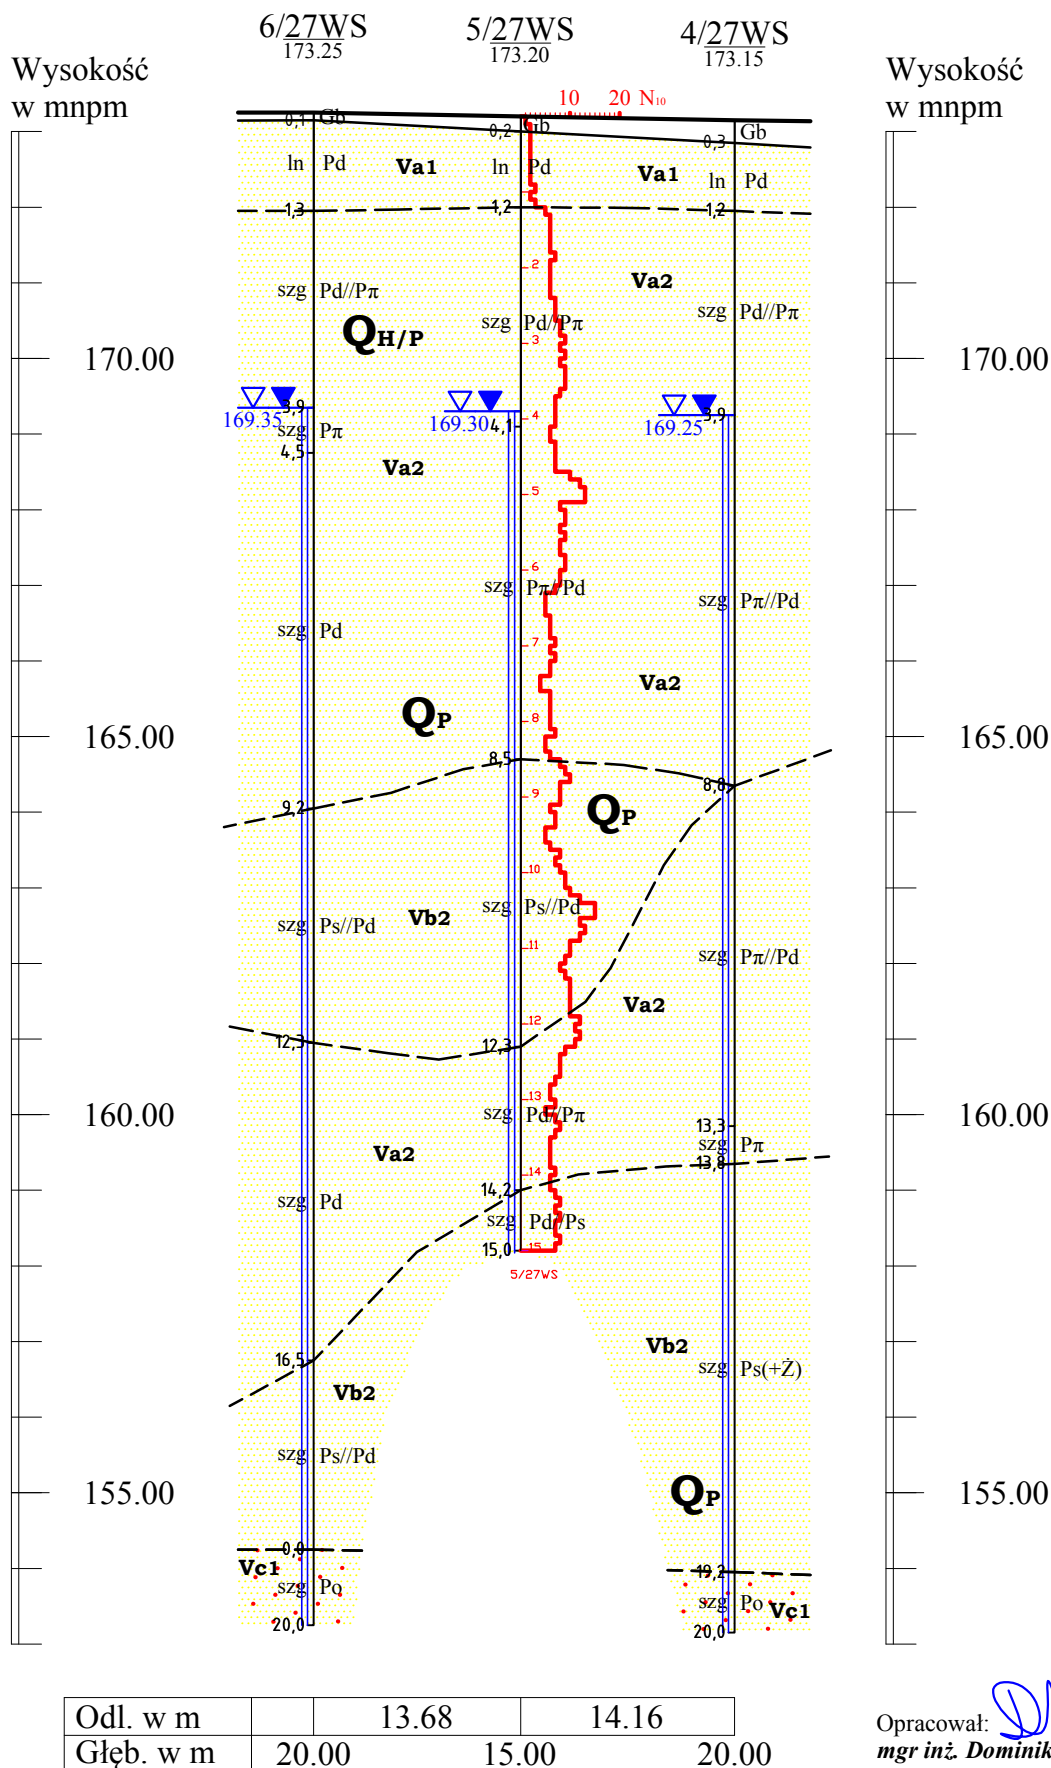 6/27WS 5/27WS 4/27WS
173.25 173.20 173.15
Wysokość
w mnpm
Wysokość
w mnpm
10 20 N10
0,1 Gb 0,2 Gb 0,3 Gb
ln Pd Va1 ln Pd Va1 ln Pd
1,3 1,2 1,2
2
Va2
szg Pd//Pπ szg Pd//Pπ szg Pd//Pπ
QH/P
3
170.00 170.00
3,9 3,9
169.35 169.30 169.25
4,1 4
szg Pπ
4,5
Va2
5
6
szg Pπ//Pd szg Pπ//Pd
szg Pd
7
Va2
QP
8
165.00 165.00
8,5 8,8
9,2 9
QP
10
Vb2 szg Ps//Pd
szg Ps//Pd
11
szg Pπ//Pd
Va2
12
12,3 12,3
13
szg Pd//Pπ
160.00 160.00
13,3
szg Pπ
13,8
Va2
14
14,2
szg Pd szg Pd//Ps
15,0 15
5/27WS
Vb2
16,5 szg Ps(+Ż)
Vb2
szg Ps//Pd
QP
155.00 155.00
0,0 19,2
Vc1
szg Po szg Po
Vc1
20,0 20,0
Odl. w m 13.68 14.16
Głęb. w m 20.00 15.00 20.00
Opracował:
mgr inż. Dominik